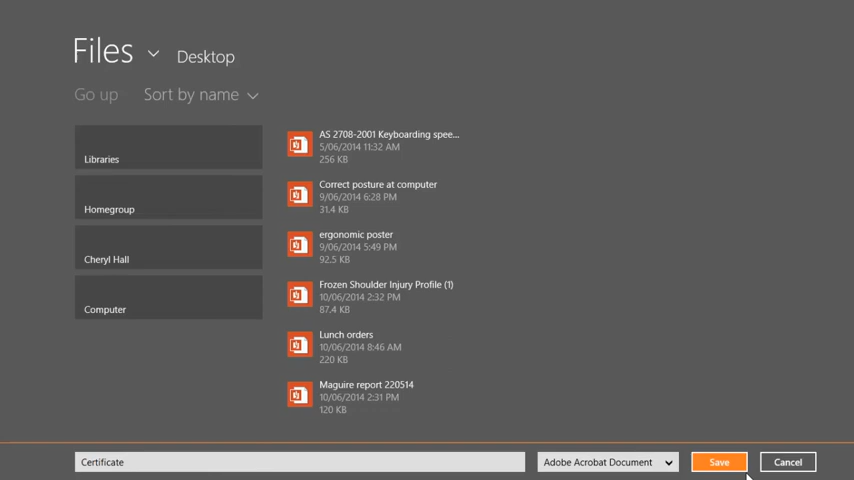 Files
Desktop
Go up
Sort by name
Libraries
Homegroup
Cheryl Hall
Computer
AS 2708-2001 Keyboarding spee...
5/06/2014 11:32 AM
256 KB
Correct posture at computer
9/06/2014 6:28 PM
31.4 KB
ergonomic poster
9/06/2014 5:49 PM
92.5 KB
Frozen Shoulder Injury Profile (1)
10/06/2014 2:32 PM
87.4 KB
Lunch orders
10/06/2014 8:46 AM
220 KB
Maguire report 220514
10/06/2014 2:31 PM
120 KB
Certificate
Adobe Acrobat Document
Save
Cancel